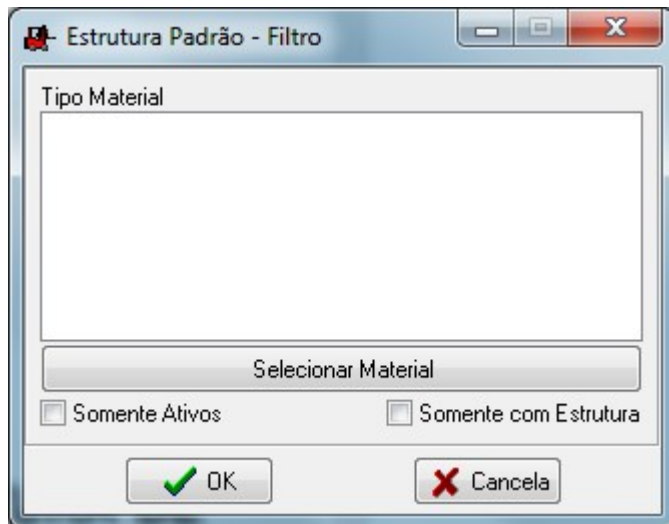 Estrutura Padrão - Filtro
Tipo Material
Selecionar Material
Somente Ativos
Somente com Estrutura
OK
Cancela